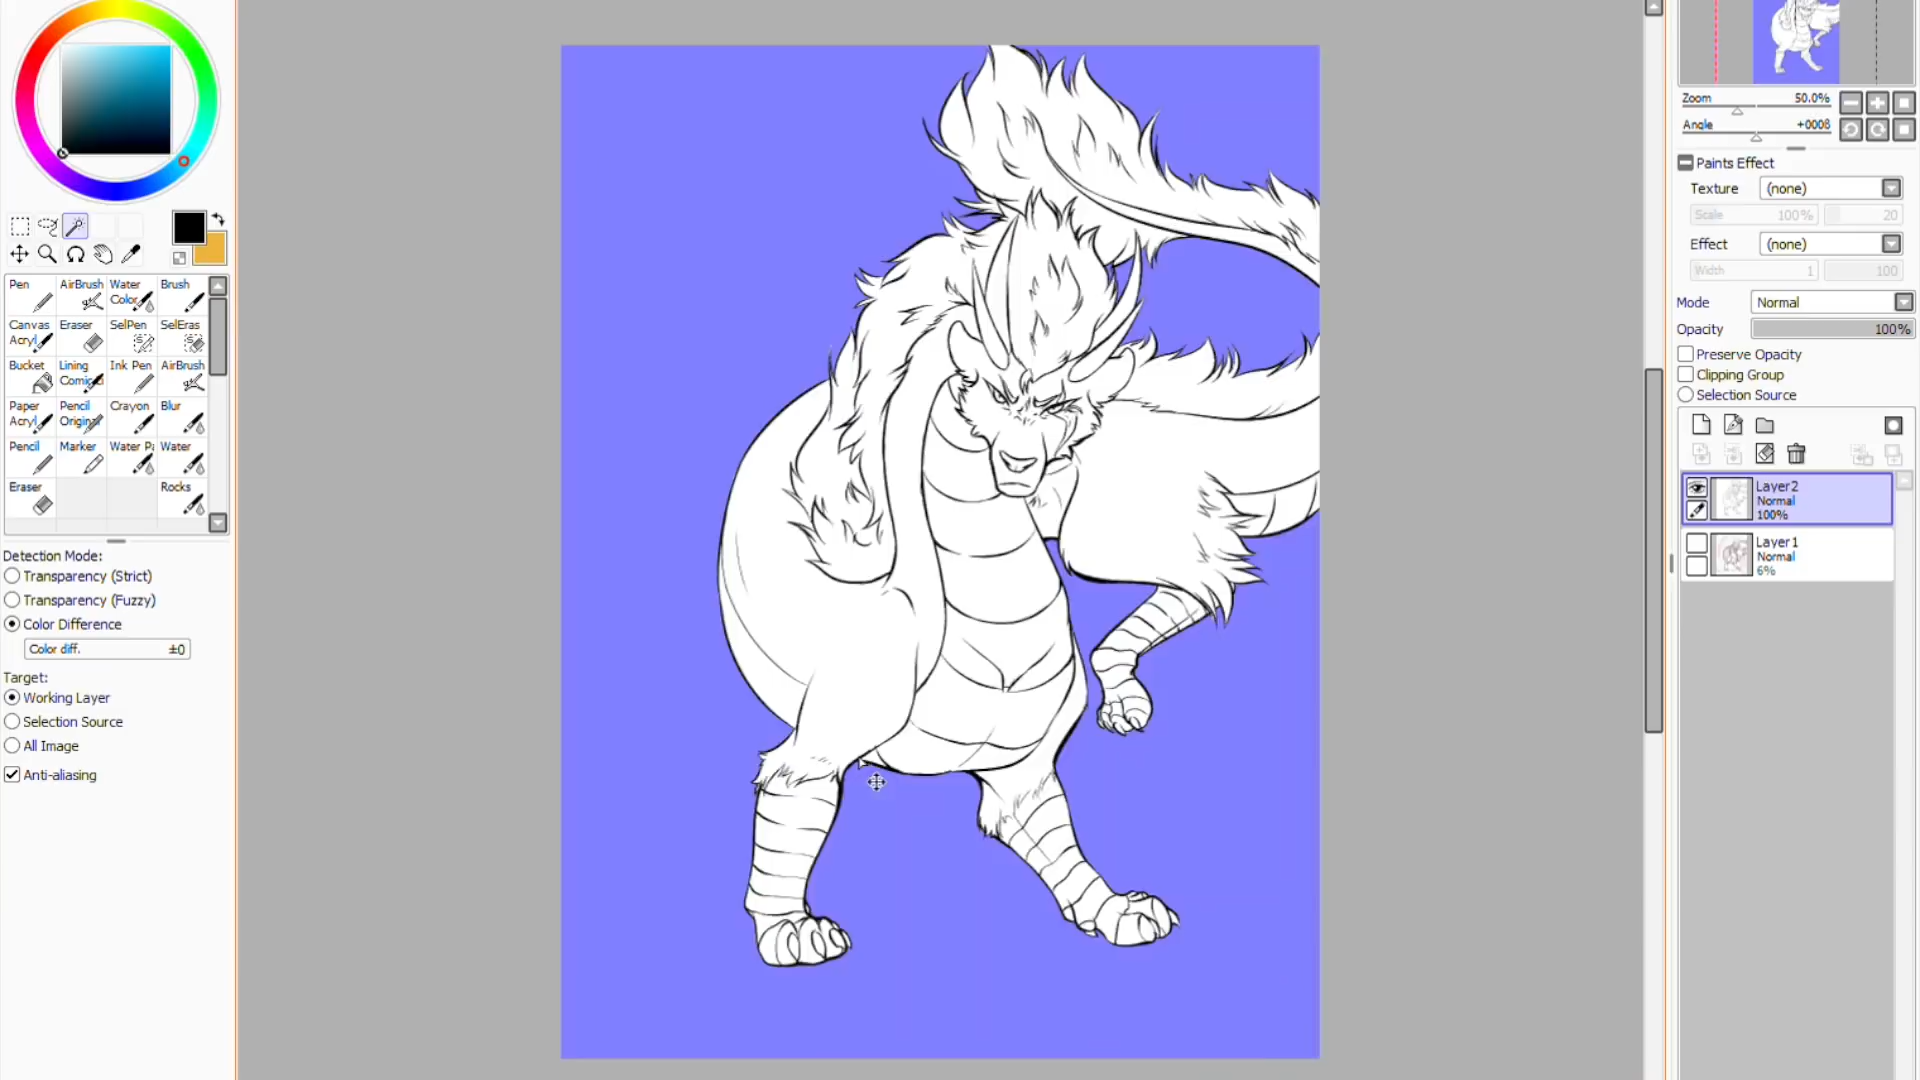 Pen
AirBrush
Water
Color
Brush
Canvas
Acryl
Eraser
SelPen
SelEras
Bucket
Lining
Comic
Ink Pen
AirBrush
Paper
Acryl
Pencil
Origin
Crayon
Blur
Pencil
Marker
Water Pa
Water
Eraser
Rocks
Detection Mode:
Transparency (Strict)
Transparency (Fuzzy)
Color Difference
Color diff. ±0
Target:
Working Layer
Selection Source
All Image
Anti-aliasing
Zoom 50.0%
Angle +0008
Paints Effect
Texture (none)
Scale 100% 20
Effect (none)
Width 1 100
Mode Normal
Opacity 100%
Preserve Opacity
Clipping Group
Selection Source
Layer2
Normal
100%
Layer1
Normal
6%